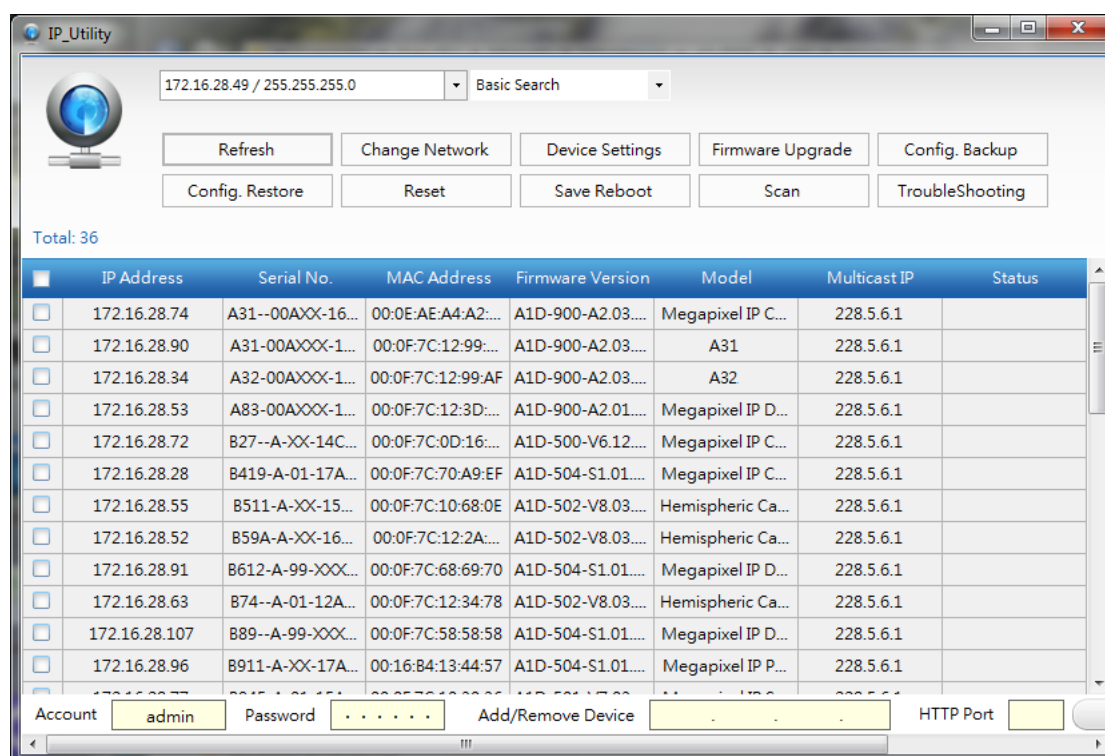 IP_Utility
172.16.28.49 / 255.255.255.0 Basic Search
Refresh Change Network Device Settings Firmware Upgrade Config. Backup
Config. Restore Reset Save Reboot Scan TroubleShooting
Total: 36
IP Address Serial No. MAC Address Firmware Version Model Multicast IP Status
172.16.28.74 A31--00AXX-16... 00:0E:AE:A4:A2:... A1D-900-A2.03.... Megapixel IP C... 228.5.6.1
172.16.28.90 A31-00AXXX-1... 00:0F:7C:12:99:... A1D-900-A2.03.... A31 228.5.6.1
172.16.28.34 A32-00AXXX-1... 00:0F:7C:12:99:AF A1D-900-A2.03.... A32 228.5.6.1
172.16.28.53 A83-00AXXX-1... 00:0F:7C:12:3D:... A1D-900-A2.01.... Megapixel IP D... 228.5.6.1
172.16.28.72 B27--A-XX-14C... 00:0F:7C:0D:16:... A1D-500-V6.12.... Megapixel IP C... 228.5.6.1
172.16.28.28 B419-A-01-17A... 00:0F:7C:70:A9:EF A1D-504-S1.01.... Megapixel IP C... 228.5.6.1
172.16.28.55 B511-A-XX-15... 00:0F:7C:10:68:0E A1D-502-V8.03.... Hemispheric Ca... 228.5.6.1
172.16.28.52 B59A-A-XX-16... 00:0F:7C:12:2A:... A1D-502-V8.03.... Hemispheric Ca... 228.5.6.1
172.16.28.91 B612-A-99-XXX... 00:0F:7C:68:69:70 A1D-504-S1.01.... Megapixel IP D... 228.5.6.1
172.16.28.63 B74--A-01-12A... 00:0F:7C:12:34:78 A1D-502-V8.03.... Hemispheric Ca... 228.5.6.1
172.16.28.107 B89--A-99-XXX... 00:0F:7C:58:58:58 A1D-504-S1.01.... Megapixel IP D... 228.5.6.1
172.16.28.96 B911-A-XX-17A... 00:16:B4:13:44:57 A1D-504-S1.01.... Megapixel IP P... 228.5.6.1
Account admin Password ...... Add/Remove Device . . . HTTP Port